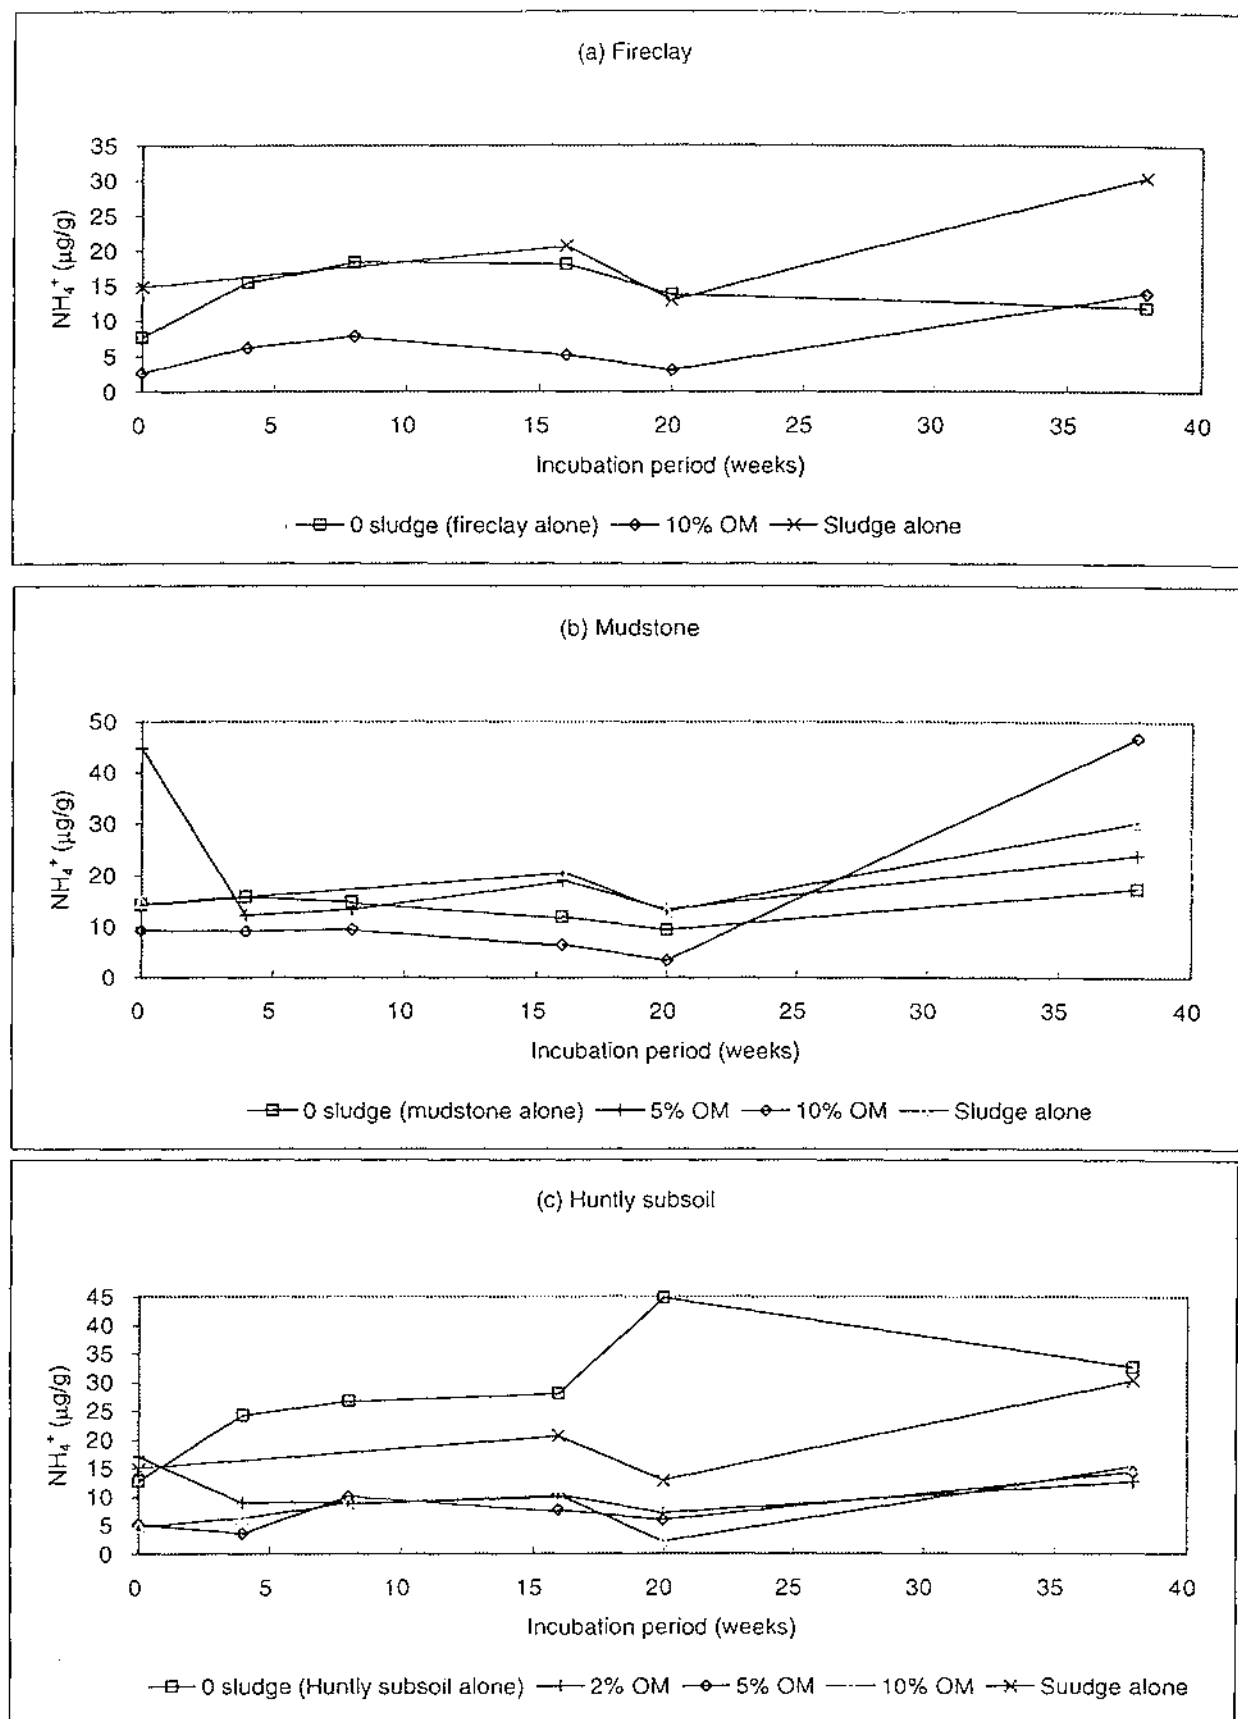 (a) Fireclay
35
30
25
20
15
10
5
0
NH₄⁺ (µg/g)
0 5 10 15 20 25 30 35 40
Incubation period (weeks)
0 sludge (fireclay alone) 10% OM Sludge alone
(b) Mudstone
50
40
30
20
10
0
NH₄⁺ (µg/g)
0 5 10 15 20 25 30 35 40
Incubation period (weeks)
0 sludge (mudstone alone) 5% OM 10% OM Sludge alone
(c) Huntly subsoil
45
40
35
30
25
20
15
10
5
0
NH₄⁺ (µg/g)
0 5 10 15 20 25 30 35 40
Incubation period (weeks)
0 sludge (Huntly subsoil alone) 2% OM 5% OM 10% OM Suudge alone